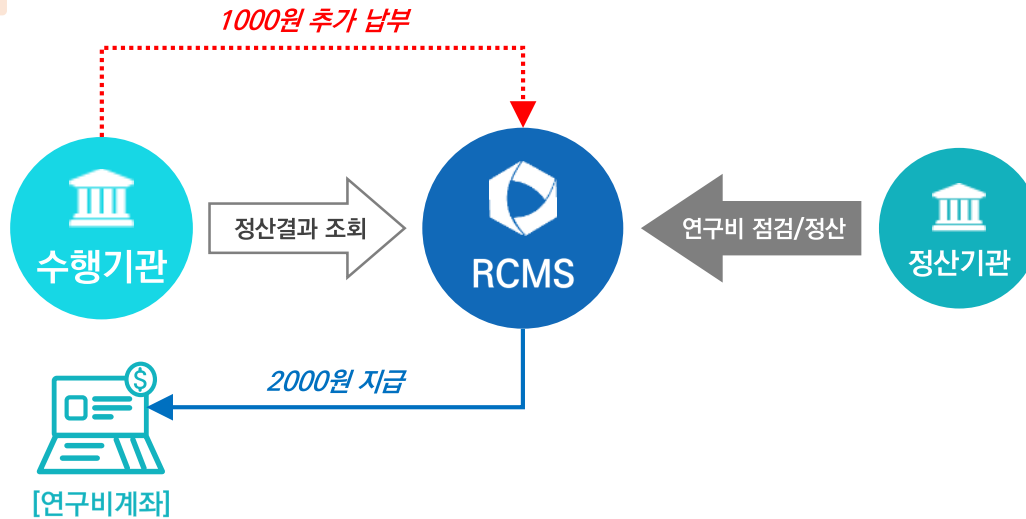 1000원 추가 납부
수행기관
정산결과 조회
RCMS
연구비 점검/정산
정산기관
2000원 지급
$
[연구비계좌]